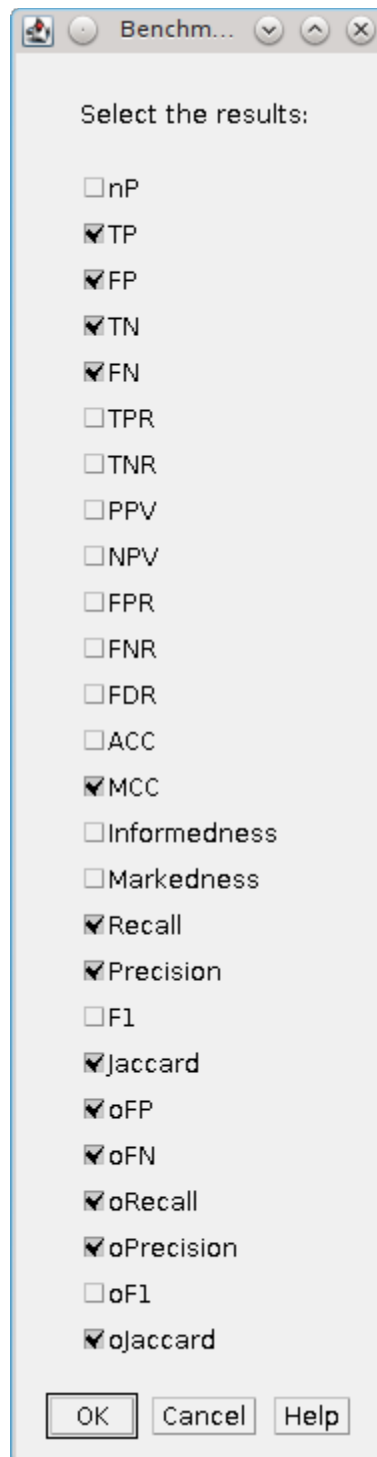 Benchm...
Select the results:
nP
TP
FP
TN
FN
TPR
TNR
PPV
NPV
FPR
FNR
FDR
ACC
MCC
Informedness
Markedness
Recall
Precision
F1
Jaccard
oFP
oFN
oRecall
oPrecision
oF1
oJaccard
OK Cancel Help